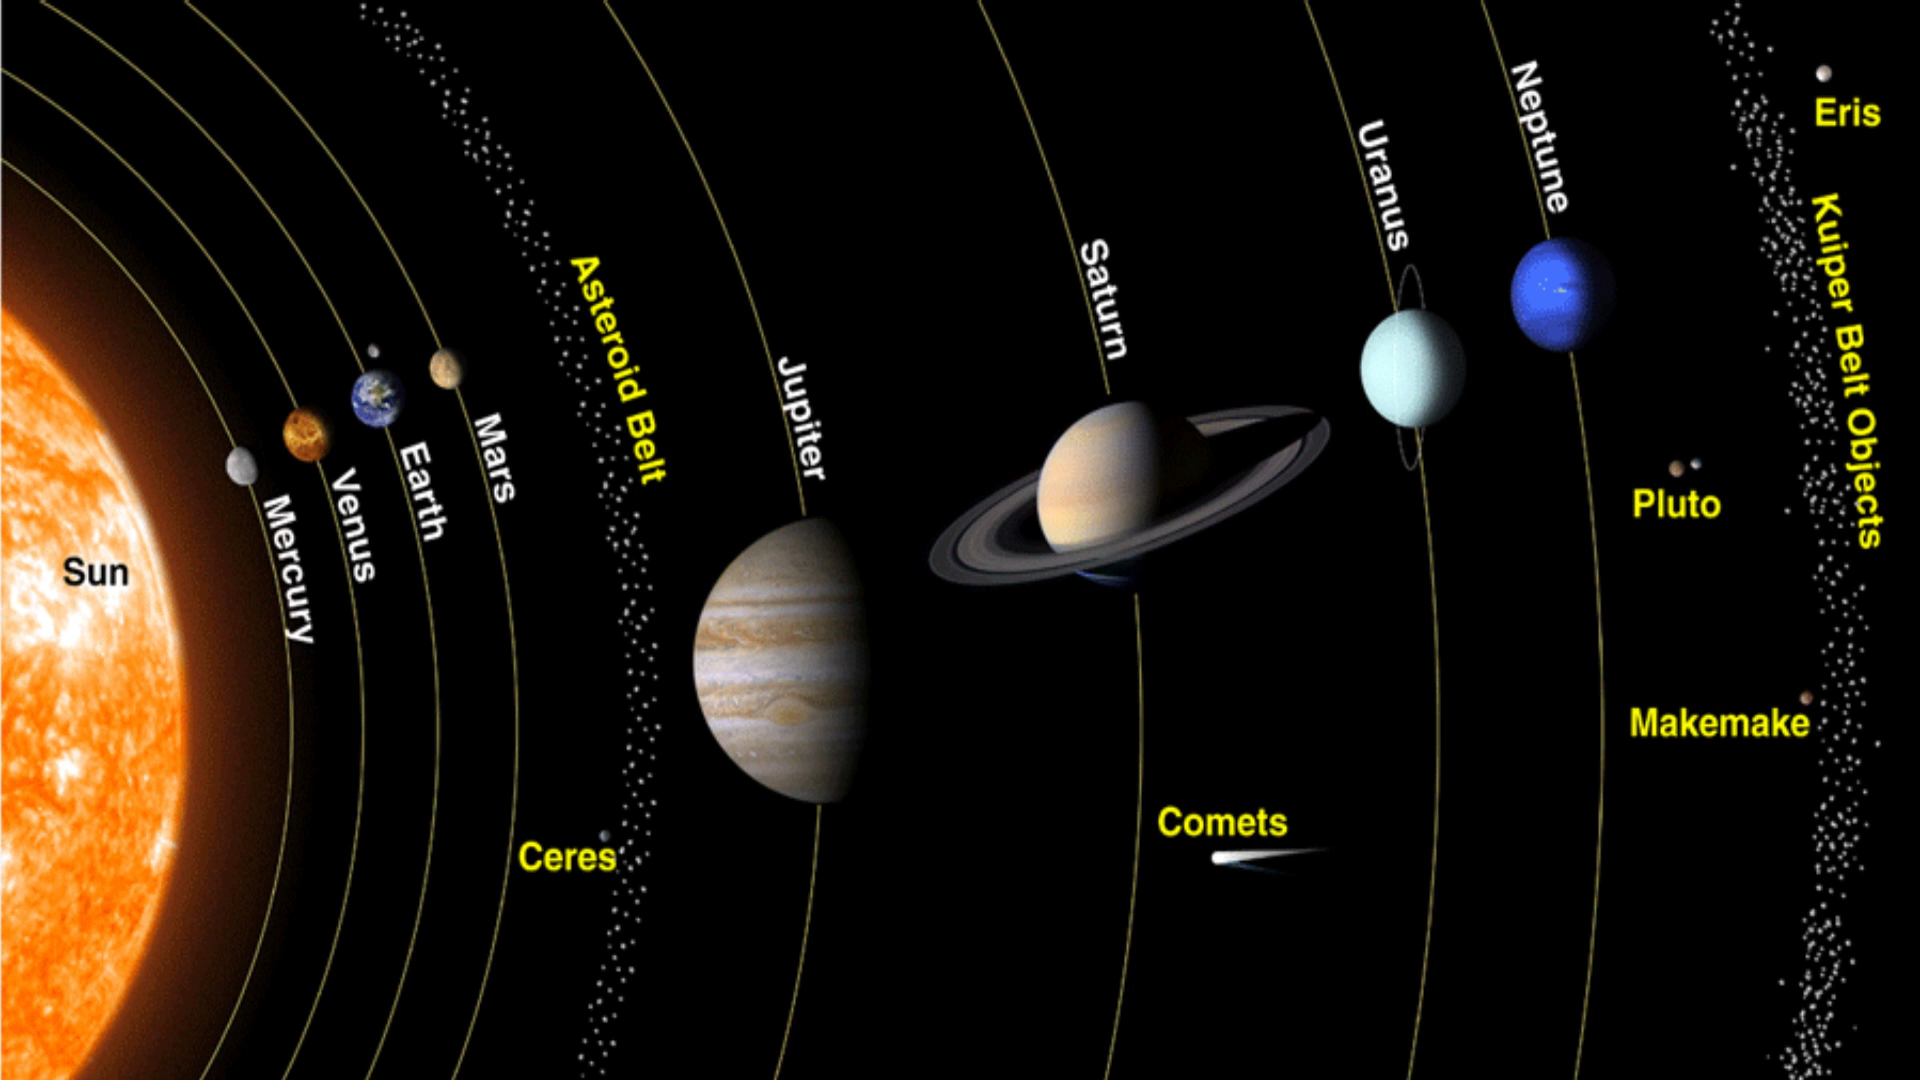 Sun
Mercury
Venus
Earth
Mars
Asteroid Belt
Ceres
Jupiter
Saturn
Comets
Uranus
Neptune
Pluto
Makemake
Eris
Kuiper Belt Objects